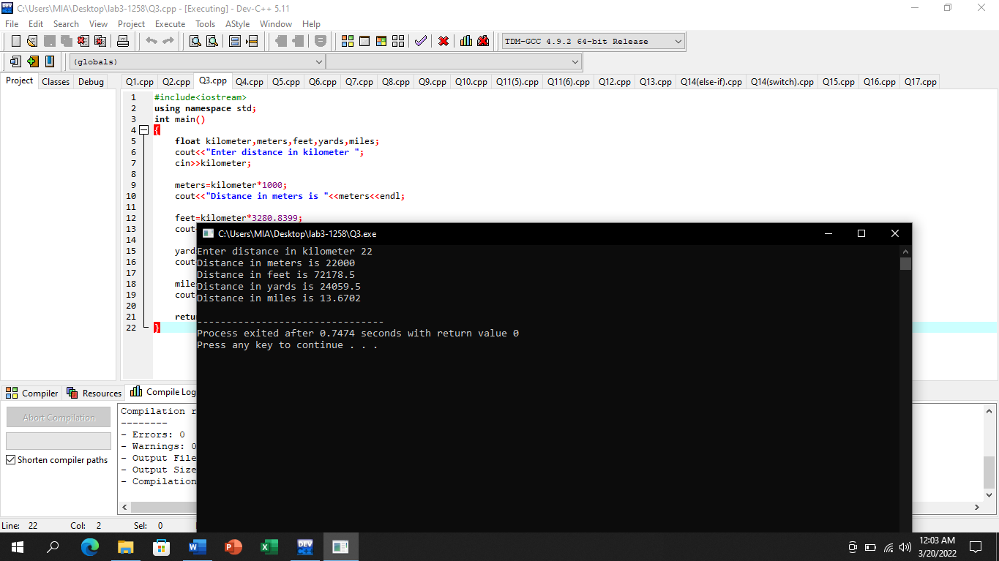 C:\Users\MIA\Desktop\lab3-1258\Q3.cpp - [Executing] - Dev-C++ 5.11
File Edit Search View Project Execute Tools AStyle Window Help
TDM-GCC 4.9.2 64-bit Release
(globals)
Project Classes Debug
Q1.cpp Q2.cpp Q3.cpp Q4.cpp Q5.cpp Q6.cpp Q7.cpp Q8.cpp Q9.cpp Q10.cpp Q11(5).cpp Q11(6).cpp Q12.cpp Q13.cpp Q14(else-if).cpp Q14(switch).cpp Q15.cpp Q16.cpp Q17.cpp
1 #include<iostream>
2 using namespace std;
3 int main()
4 {
5 float kilometer,meters,feet,yards,miles;
6 cout<<"Enter distance in kilometer ";
7 cin>>kilometer;
8
9 meters=kilometer*1000;
10 cout<<"Distance in meters is "<<meters<<endl;
11
12 feet=kilometer*3280.8399;
13 cout
14
15 yard
16 cout
17
18 mile
19 cout
20
21 retu
22 }
C:\Users\MIA\Desktop\lab3-1258\Q3.exe
Enter distance in kilometer 22
Distance in meters is 22000
Distance in feet is 72178.5
Distance in yards is 24059.5
Distance in miles is 13.6702
--------------------------------
Process exited after 0.7474 seconds with return value 0
Press any key to continue . . .
Compiler Resources Compile Log
Abort Compilation
Shorten compiler paths
Compilation r
--------
- Errors: 0
- Warnings: 0
- Output File
- Output Size
- Compilation
Line: 22 Col: 2 Sel: 0
12:03 AM
3/20/2022